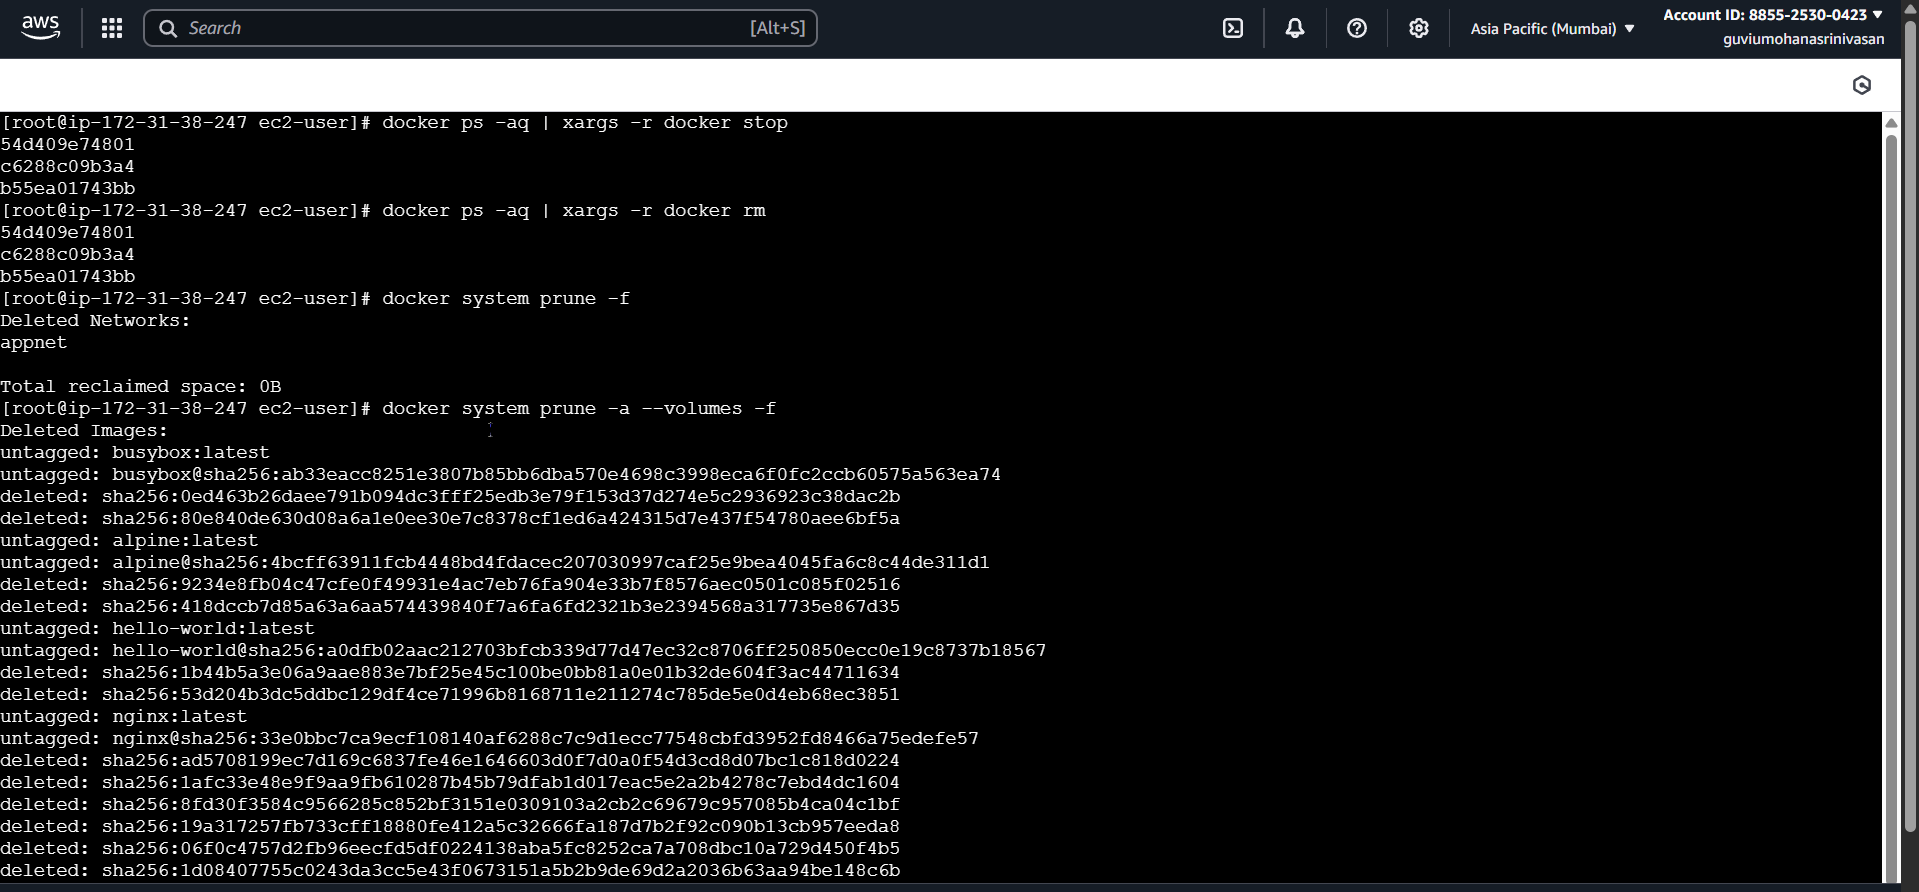 aws
Search
[Alt+S]
Asia Pacific (Mumbai)
Account ID: 8855-2530-0423
guviumohanasrinivasan
[root@ip-172-31-38-247 ec2-user]# docker ps -aq | xargs -r docker stop
54d409e74801
c6288c09b3a4
b55ea01743bb
[root@ip-172-31-38-247 ec2-user]# docker ps -aq | xargs -r docker rm
54d409e74801
c6288c09b3a4
b55ea01743bb
[root@ip-172-31-38-247 ec2-user]# docker system prune -f
Deleted Networks:
appnet
Total reclaimed space: 0B
[root@ip-172-31-38-247 ec2-user]# docker system prune -a --volumes -f
Deleted Images:
untagged: busybox:latest
untagged: busybox@sha256:ab33eacc8251e3807b85bb6dba570e4698c3998eca6f0fc2ccb60575a563ea74
deleted: sha256:0ed463b26daee791b094dc3fff25edb3e79f153d37d274e5c2936923c38dac2b
deleted: sha256:80e840de630d08a6a1e0ee30e7c8378cf1ed6a424315d7e437f54780aee6bf5a
untagged: alpine:latest
untagged: alpine@sha256:4bcff63911fcb4448bd4fdacec207030997caf25e9bea4045fa6c8c44de311d1
deleted: sha256:9234e8fb04c47cfe0f49931e4ac7eb76fa904e33b7f8576aec0501c085f02516
deleted: sha256:418dccb7d85a63a6aa574439840f7a6fa6fd2321b3e2394568a317735e867d35
untagged: hello-world:latest
untagged: hello-world@sha256:a0dfb02aac212703bfcb339d77d47ec32c8706ff250850ecc0e19c8737b18567
deleted: sha256:1b44b5a3e06a9aae883e7bf25e45c100be0bb81a0e01b32de604f3ac44711634
deleted: sha256:53d204b3dc5ddbc129df4ce71996b8168711e211274c785de5e0d4eb68ec3851
untagged: nginx:latest
untagged: nginx@sha256:33e0bbc7ca9ecf108140af6288c7c9d1ecc77548cbfd3952fd8466a75edefe57
deleted: sha256:ad5708199ec7d169c6837fe46e1646603d0f7d0a0f54d3cd8d07bc1c818d0224
deleted: sha256:1afc33e48e9f9aa9fb610287b45b79dfab1d017eac5e2a2b4278c7ebd4dc1604
deleted: sha256:8fd30f3584c9566285c852bf3151e0309103a2cb2c69679c957085b4ca04c1bf
deleted: sha256:19a317257fb733cff18880fe412a5c32666fa187d7b2f92c090b13cb957eeda8
deleted: sha256:06f0c4757d2fb96eecfd5df0224138aba5fc8252ca7a708dbc10a729d450f4b5
deleted: sha256:1d08407755c0243da3cc5e43f0673151a5b2b9de69d2a2036b63aa94be148c6b